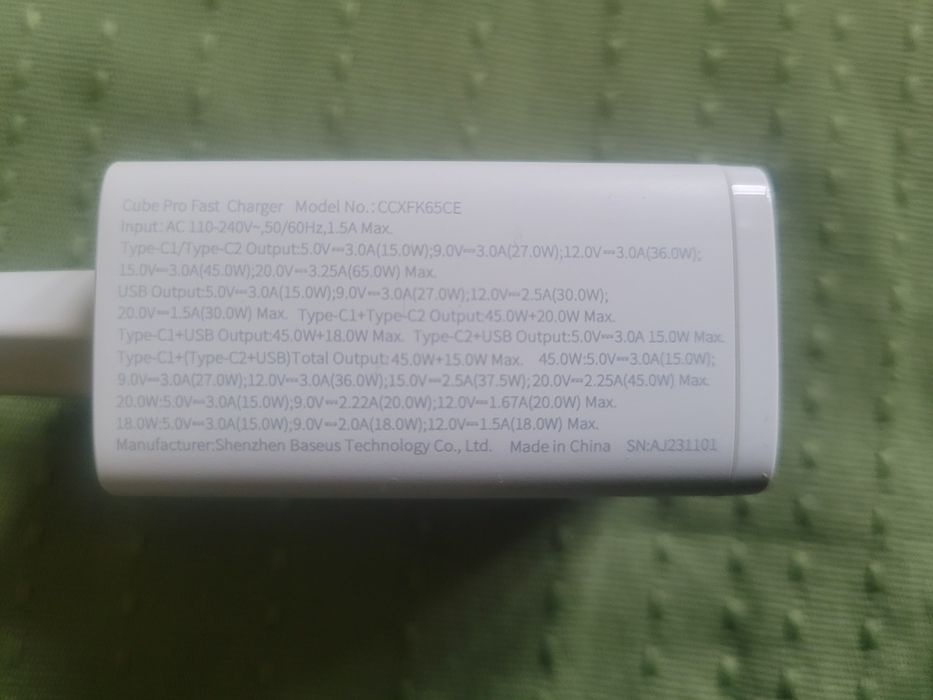 Cube Pro Fast Charger Model No.:CCXFK65CE
Input: AC 110-240V~,50/60Hz,1.5A Max.
Type-C1/Type-C2 Output:5.0V⎓3.0A(15.0W);9.0V⎓3.0A(27.0W);12.0V⎓3.0A(36.0W);
15.0V⎓3.0A(45.0W);20.0V⎓3.25A(65.0W) Max.
USB Output:5.0V⎓3.0A(15.0W);9.0V⎓3.0A(27.0W);12.0V⎓2.5A(30.0W);
20.0V⎓1.5A(30.0W) Max. Type-C1+Type-C2 Output:45.0W+20.0W Max.
Type-C1+USB Output:45.0W+18.0W Max. Type-C2+USB Output:5.0V⎓3.0A 15.0W Max.
Type-C1+(Type-C2+USB)Total Output: 45.0W+15.0W Max. 45.0W:5.0V⎓3.0A(15.0W);
9.0V⎓3.0A(27.0W);12.0V⎓3.0A(36.0W);15.0V⎓2.5A(37.5W);20.0V⎓2.25A(45.0W) Max.
20.0W:5.0V⎓3.0A(15.0W);9.0V⎓2.22A(20.0W);12.0V⎓1.67A(20.0W) Max.
18.0W:5.0V⎓3.0A(15.0W);9.0V⎓2.0A(18.0W);12.0V⎓1.5A(18.0W) Max.
Manufacturer:Shenzhen Baseus Technology Co., Ltd. Made in China SN:AJ231101